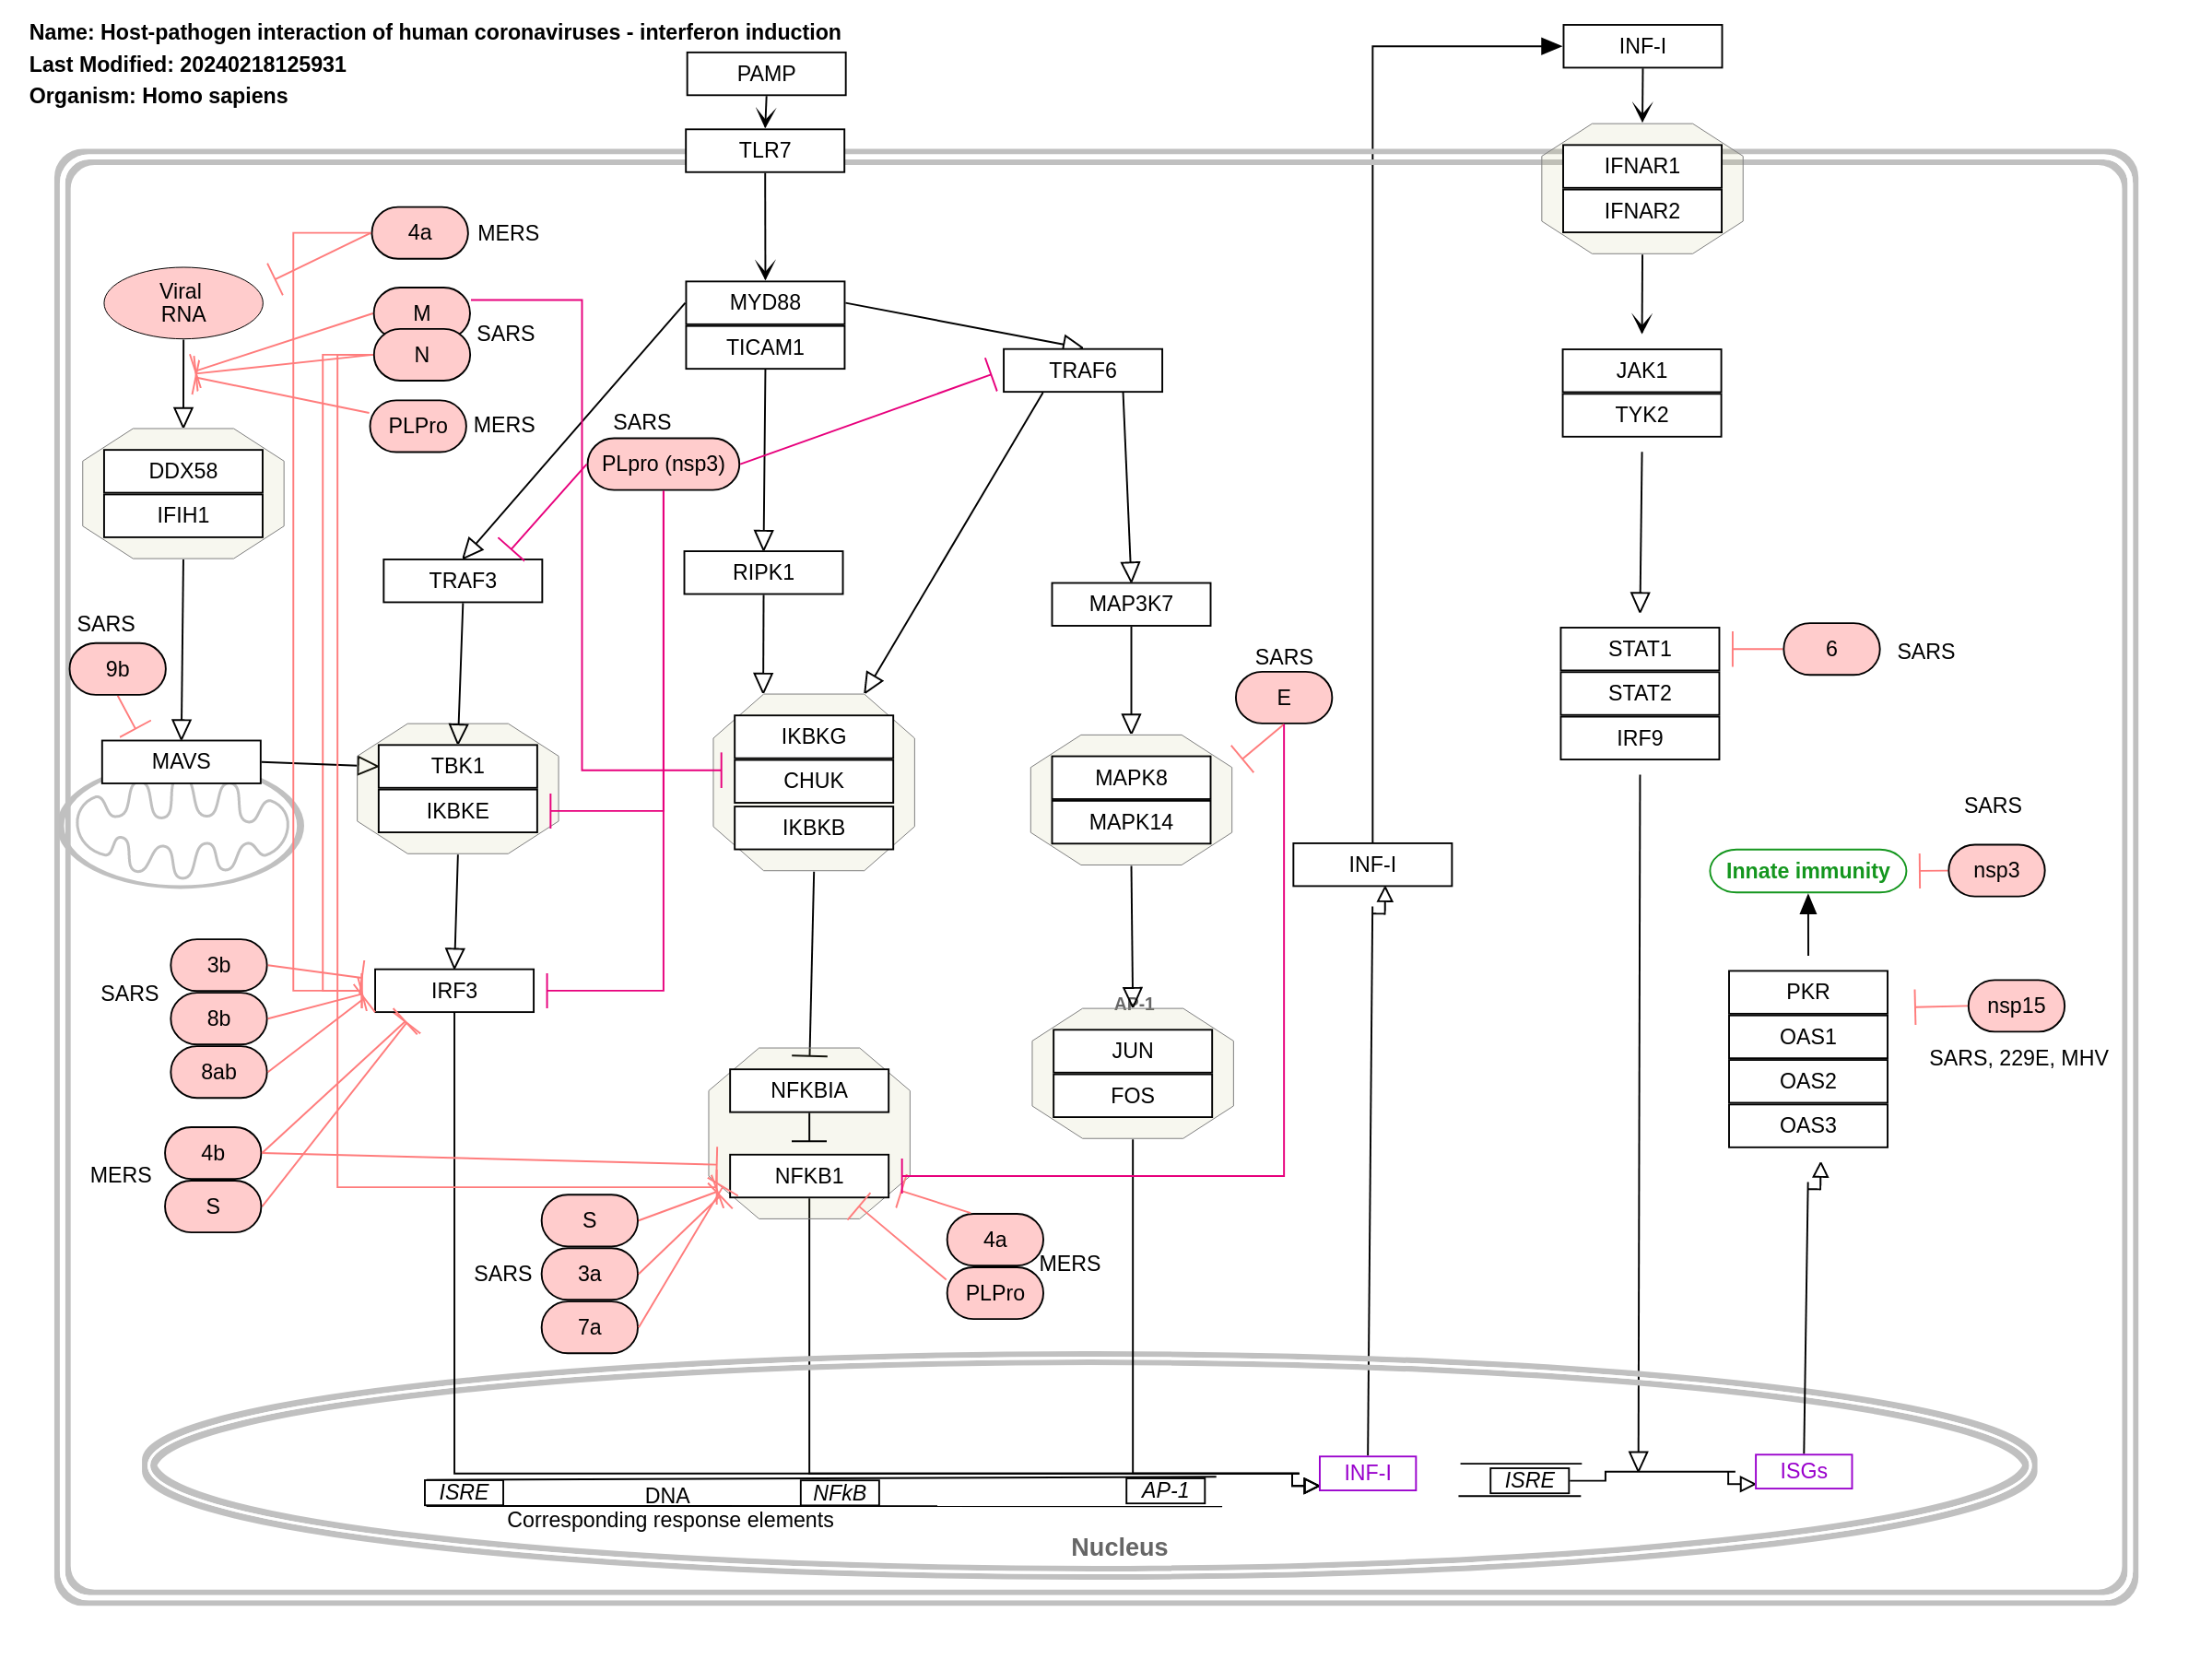 Name: Host-pathogen interaction of human coronaviruses - interferon induction
Last Modified: 20240218125931
Organism: Homo sapiens
PAMP
TLR7
INF-I
IFNAR1
IFNAR2
4a
MERS
Viral
RNA
M
N
SARS
PLPro
MERS
MYD88
TICAM1
TRAF6
JAK1
TYK2
SARS
PLpro (nsp3)
DDX58
IFIH1
TRAF3
RIPK1
MAP3K7
SARS
9b
MAVS
TBK1
IKBKE
IKBKG
CHUK
IKBKB
MAPK8
MAPK14
SARS
E
STAT1
STAT2
IRF9
6
SARS
INF-I
SARS
Innate immunity
nsp3
PKR
OAS1
OAS2
OAS3
nsp15
SARS, 229E, MHV
3b
SARS
8b
8ab
IRF3
AP-1
JUN
FOS
NFKBIA
NFKB1
4b
MERS
S
S
SARS
3a
7a
4a
MERS
PLPro
ISRE
DNA
NFkB
AP-1
INF-I
ISRE
ISGs
Corresponding response elements
Nucleus